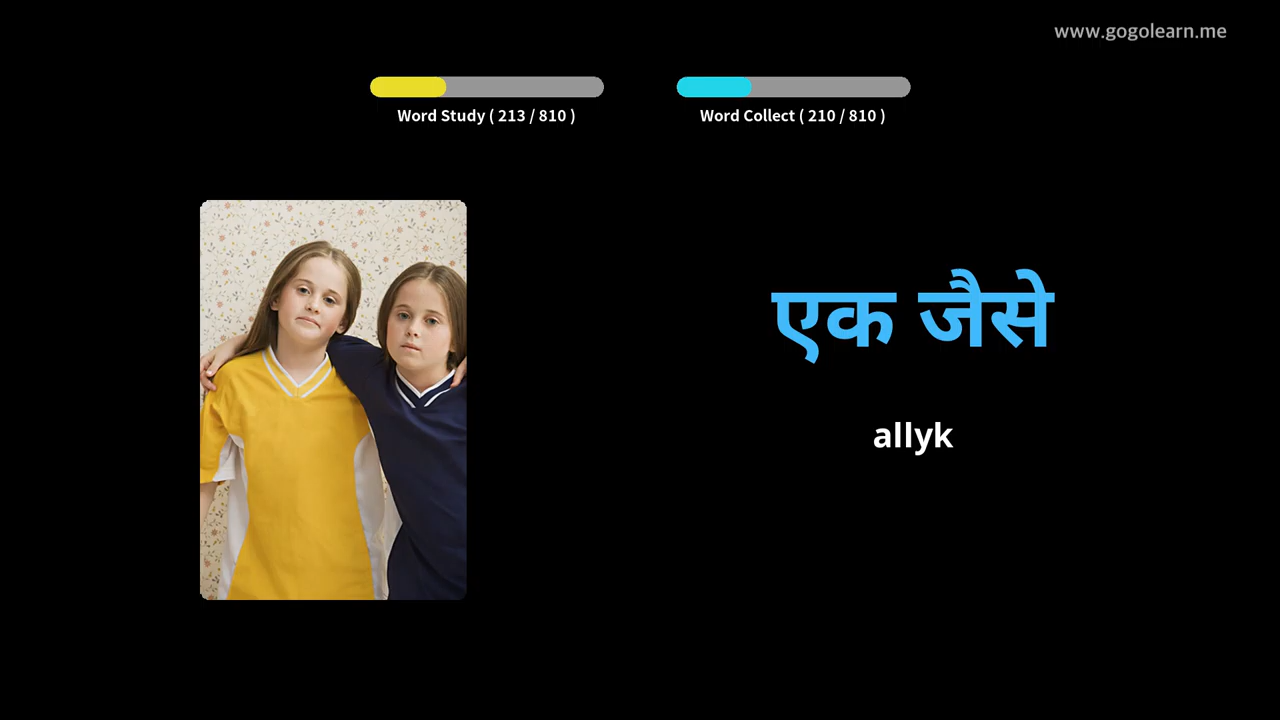 www.gogolearn.me
Word Study ( 213 / 810 )
Word Collect ( 210 / 810 )
एक जैसे
allyk